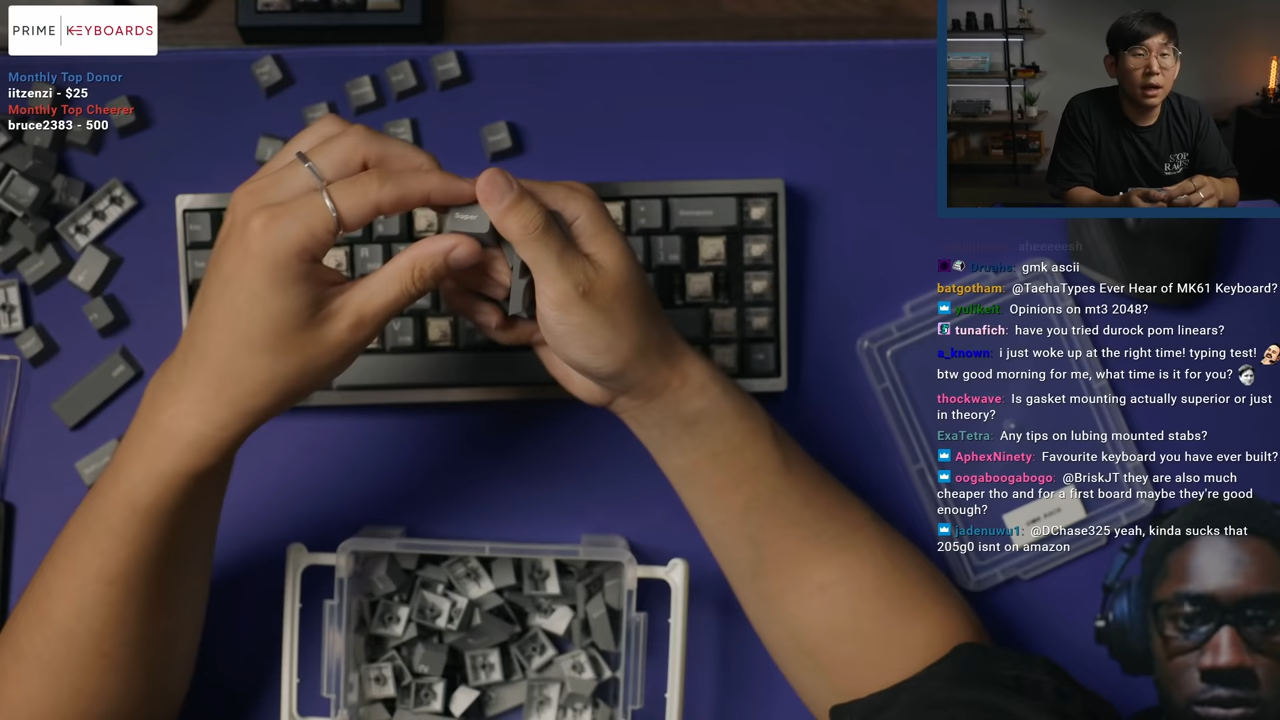 PRIME KEYBOARDS
Monthly Top Donor
iitzenzi - $25
Monthly Top Cheerer
bruce2383 - 500
Super
STOP
sheeeeesh
Druahs: gmk ascii
batgotham: @TaehaTypes Ever Hear of MK61 Keyboard?
yulikeit: Opinions on mt3 2048?
tunafich: have you tried durock pom linears?
a_known: i just woke up at the right time! typing test!
btw good morning for me, what time is it for you?
thockwave: Is gasket mounting actually superior or just
in theory?
ExaTetra: Any tips on lubing mounted stabs?
AphexNinety: Favourite keyboard you have ever built?
oogaboogabogo: @BriskJT they are also much
cheaper tho and for a first board maybe they're good
enough?
jadenuwu1: @DChase325 yeah, kinda sucks that
205g0 isnt on amazon